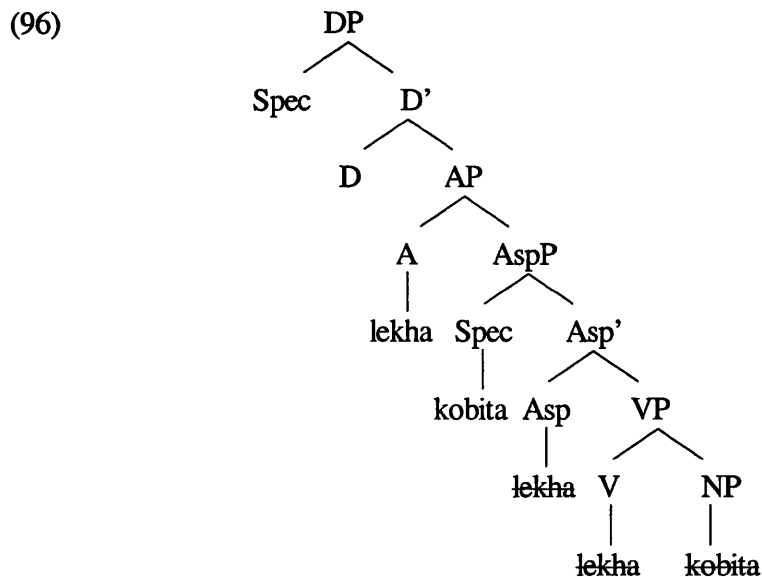 (96) DP
Spec D’
D AP
A AspP
lekha Spec Asp’
kobita Asp VP
lekha V NP
lekha kobita